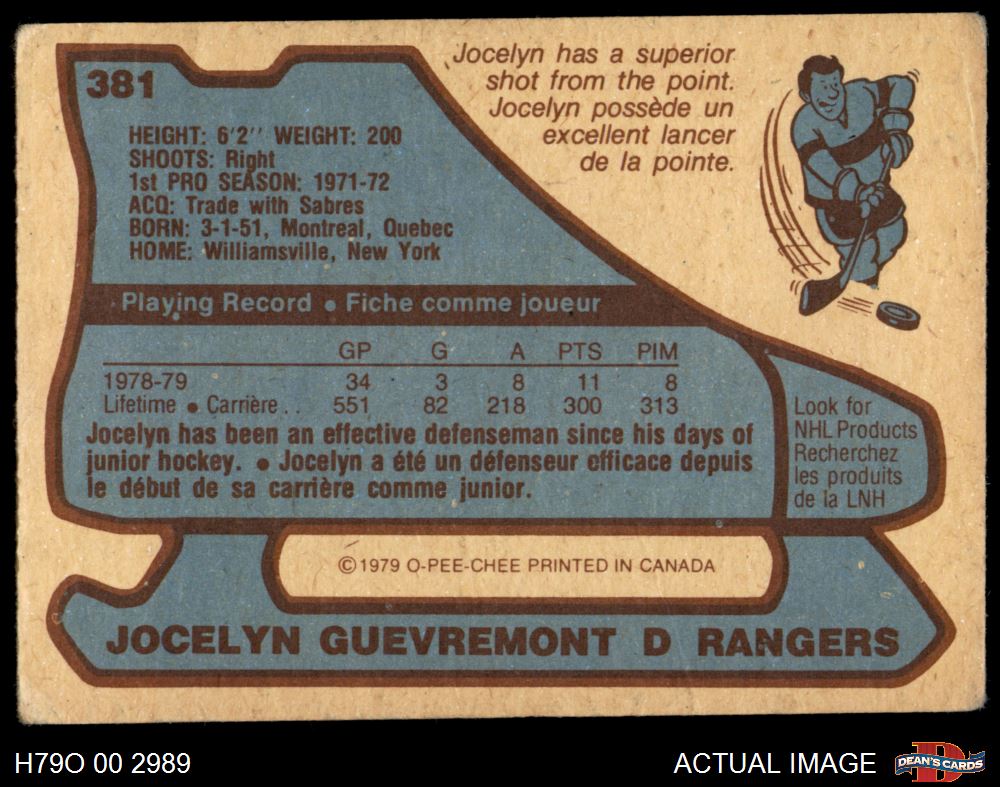 381
HEIGHT: 6'2'' WEIGHT: 200
SHOOTS: Right
1st PRO SEASON: 1971-72
ACQ: Trade with Sabres
BORN: 3-1-51, Montreal, Quebec
HOME: Williamsville, New York
Jocelyn has a superior
shot from the point.
Jocelyn possède un
excellent lancer
de la pointe.
Playing Record • Fiche comme joueur
GP G A PTS PIM
1978-79 34 3 8 11 8
Lifetime • Carrière . . 551 82 218 300 313
Jocelyn has been an effective defenseman since his days of
junior hockey. • Jocelyn a été un défenseur efficace depuis
le début de sa carrière comme junior.
Look for
NHL Products
Recherchez
les produits
de la LNH
©1979 O-PEE-CHEE PRINTED IN CANADA
JOCELYN GUEVREMONT D RANGERS
H79O 00 2989
ACTUAL IMAGE
D
DEAN'S CARDS